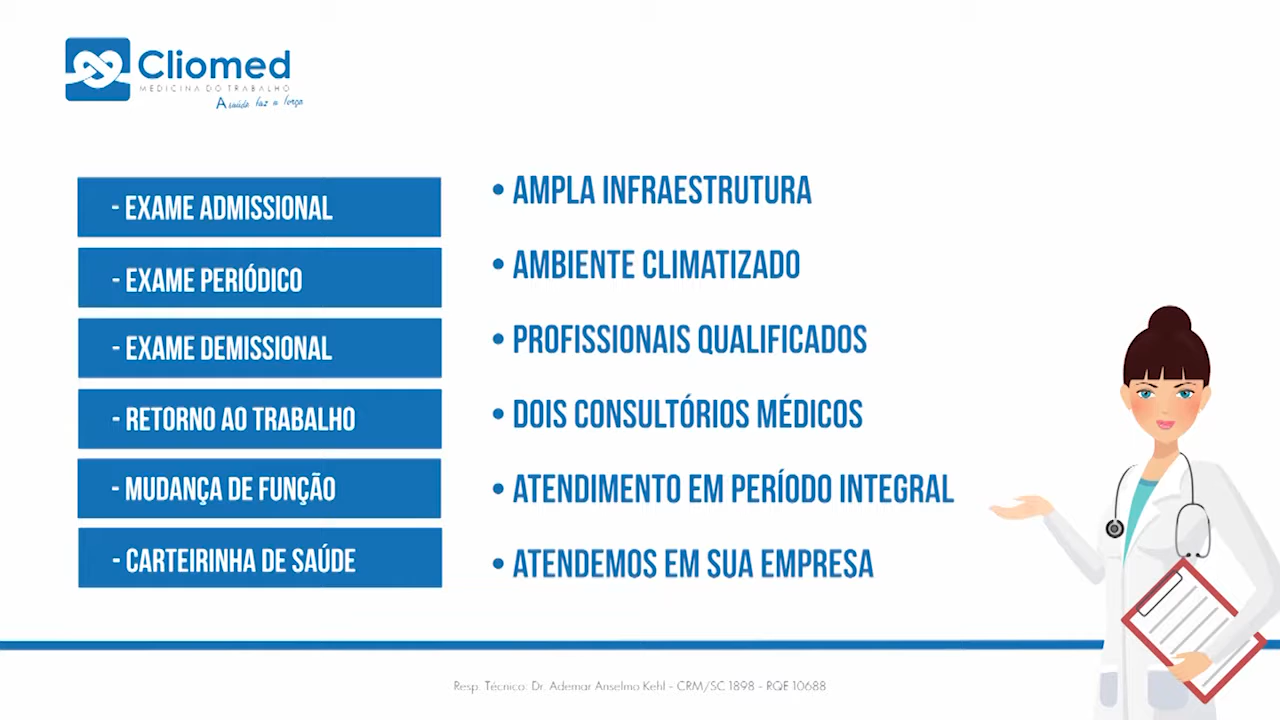 Cliomed
MEDICINA DO TRABALHO
A saúde faz a força
- EXAME ADMISSIONAL
- EXAME PERIÓDICO
- EXAME DEMISSIONAL
- RETORNO AO TRABALHO
- MUDANÇA DE FUNÇÃO
- CARTEIRINHA DE SAÚDE
• AMPLA INFRAESTRUTURA
• AMBIENTE CLIMATIZADO
• PROFISSIONAIS QUALIFICADOS
• DOIS CONSULTÓRIOS MÉDICOS
• ATENDIMENTO EM PERÍODO INTEGRAL
• ATENDEMOS EM SUA EMPRESA
Resp. Técnico: Dr. Ademar Anselmo Kehl - CRM/SC 1898 - RQE 10688